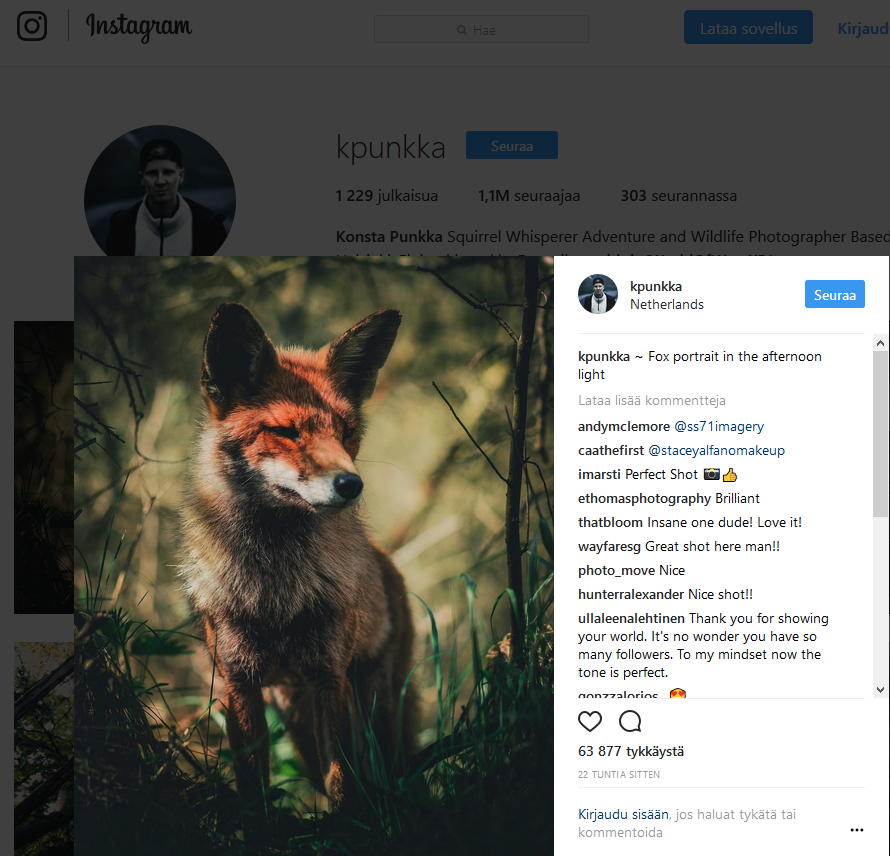 Instagram
Hae
Lataa sovellus
Kirjaud
kpunkka
Seuraa
1 229 julkaisua
1,1M seuraajaa
303 seurannassa
Konsta Punkka Squirrel Whisperer Adventure and Wildlife Photographer Based
kpunkka
Netherlands
Seuraa
kpunkka ~ Fox portrait in the afternoon
light
Lataa lisää kommentteja
andymclemore @ss71imagery
caathefirst @staceyalfanomakeup
imarsti Perfect Shot 📷👍
ethomasphotography Brilliant
thatbloom Insane one dude! Love it!
wayfaresg Great shot here man!!
photo_move Nice
hunterralexander Nice shot!!
ullaleenalehtinen Thank you for showing
your world. It's no wonder you have so
many followers. To my mindset now the
tone is perfect.
gonzzalorios 😍
63 877 tykkäystä
22 TUNTIA SITTEN
Kirjaudu sisään, jos haluat tykätä tai
kommentoida